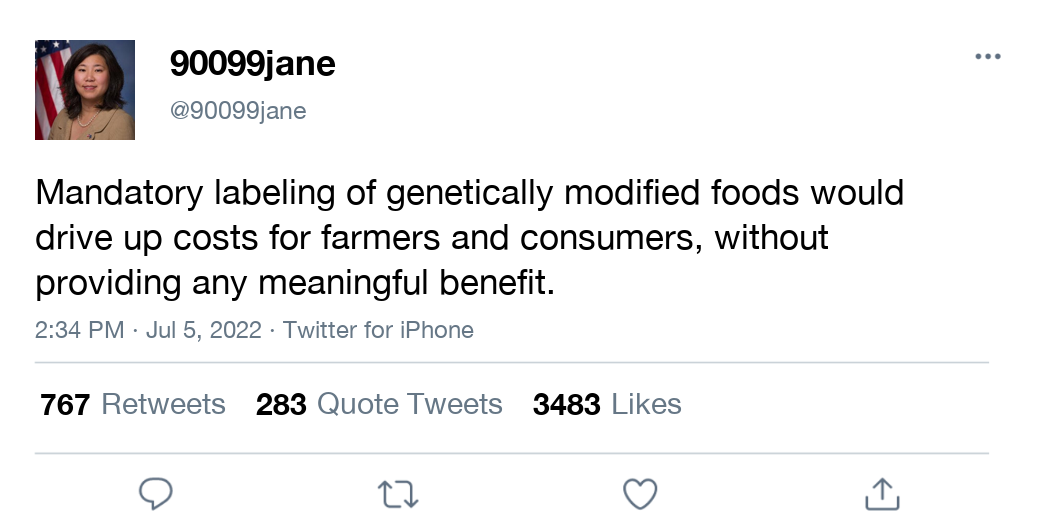 90099jane
@90099jane
Mandatory labeling of genetically modified foods would
drive up costs for farmers and consumers, without
providing any meaningful benefit.
2:34 PM · Jul 5, 2022 · Twitter for iPhone
767 Retweets 283 Quote Tweets 3483 Likes